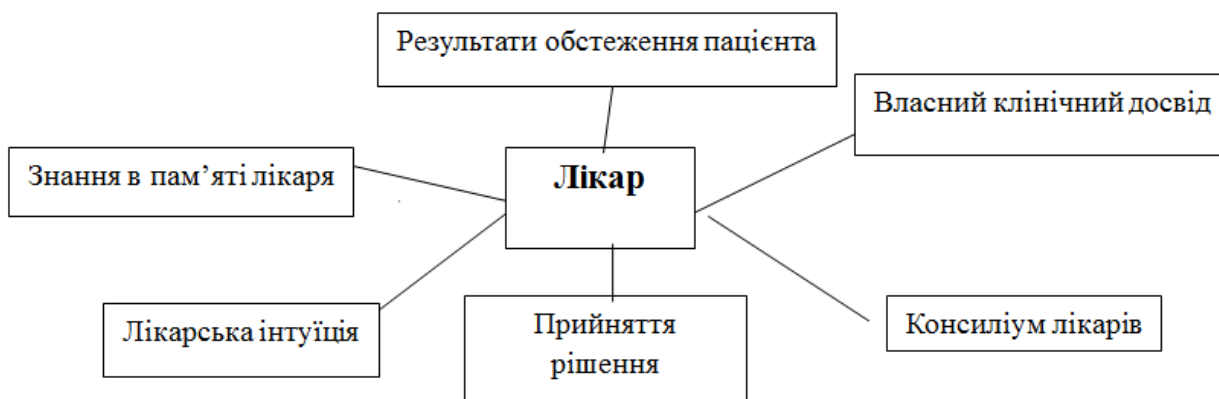 Результати обстеження пацієнта
Власний клінічний досвід
Знання в пам’яті лікаря
Лікар
Лікарська інтуїція
Прийняття
рішення
Консиліум лікарів